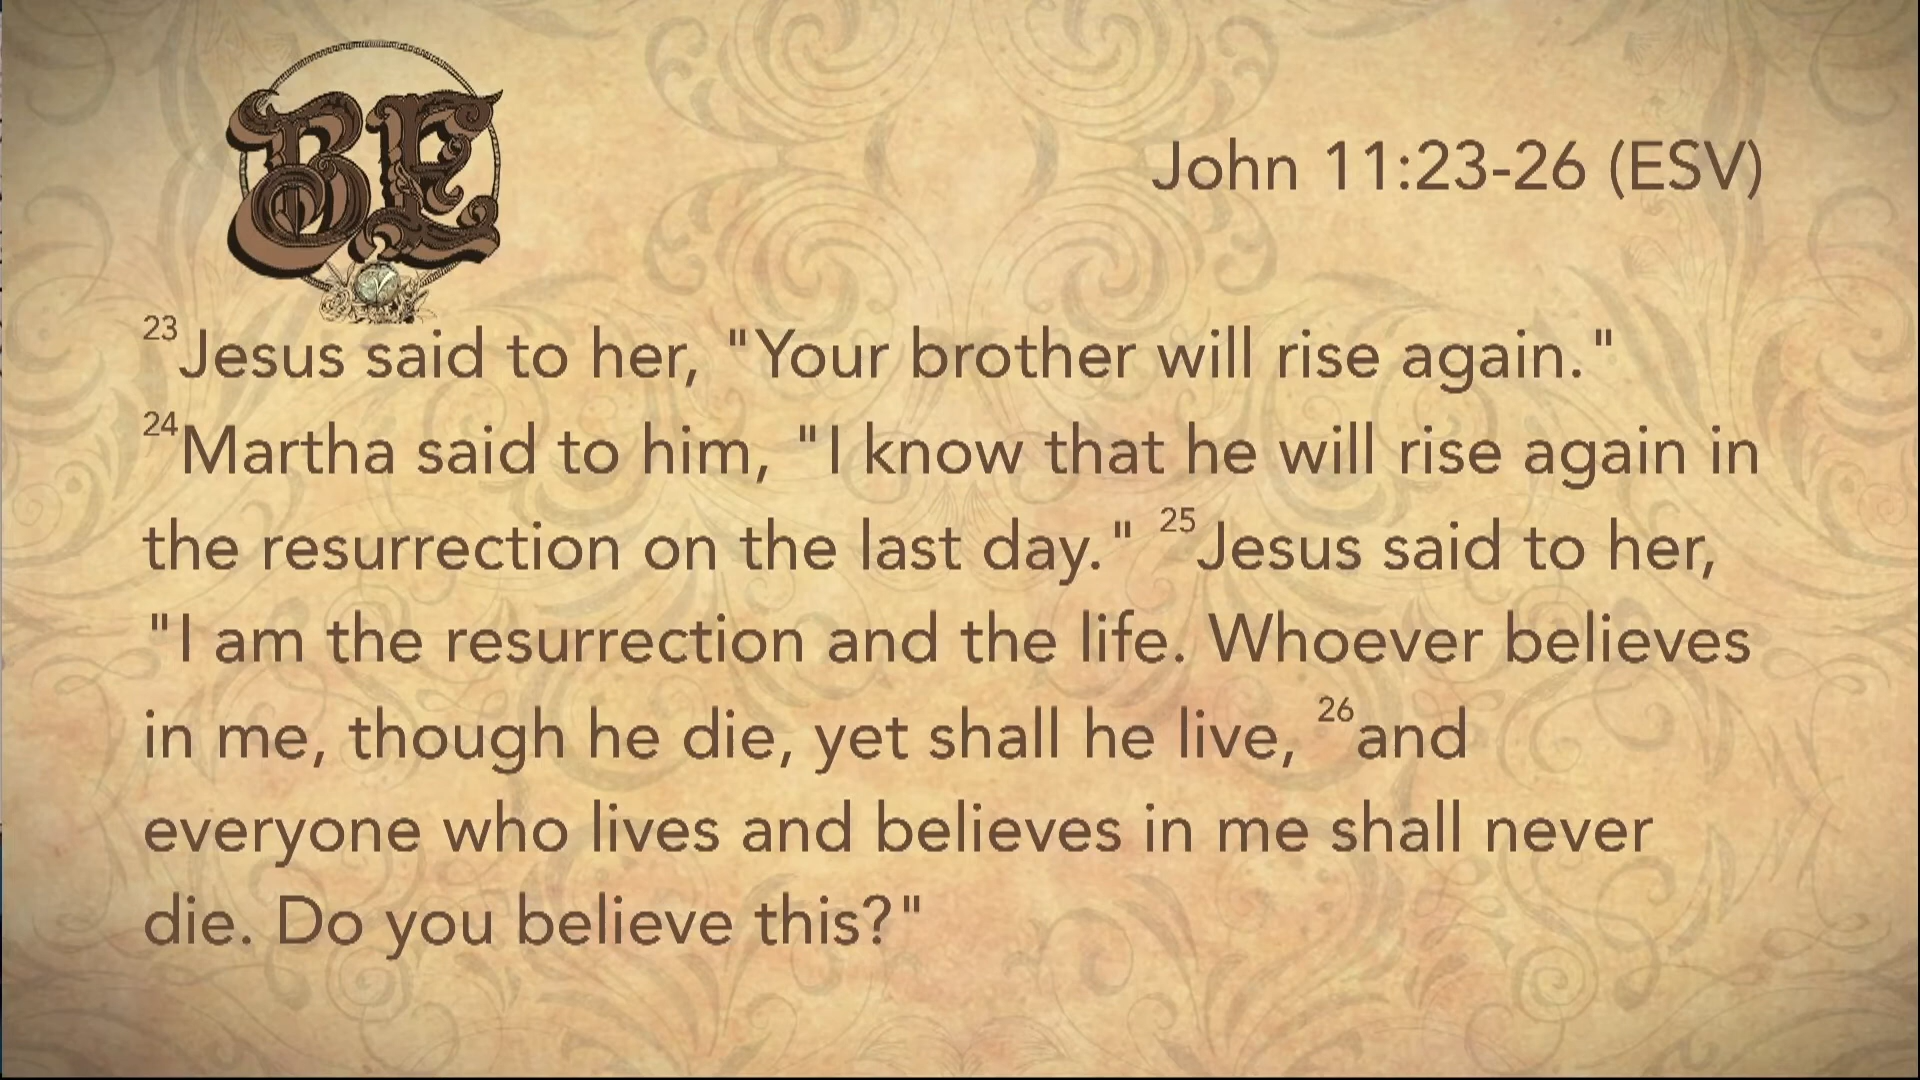 BE
John 11:23-26 (ESV)
23Jesus said to her, "Your brother will rise again."
24Martha said to him, "I know that he will rise again in
the resurrection on the last day." 25Jesus said to her,
"I am the resurrection and the life. Whoever believes
in me, though he die, yet shall he live, 26and
everyone who lives and believes in me shall never
die. Do you believe this?"